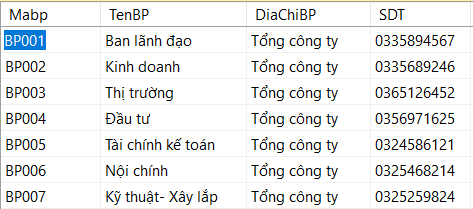 Mabp TenBP DiaChiBP SDT
BP001 Ban lãnh đạo Tổng công ty 0335894567
BP002 Kinh doanh Tổng công ty 0335689246
BP003 Thị trường Tổng công ty 0365126452
BP004 Đầu tư Tổng công ty 0356971625
BP005 Tài chính kế toán Tổng công ty 0324586121
BP006 Nội chính Tổng công ty 0325468214
BP007 Kỹ thuật- Xây lắp Tổng công ty 0325259824